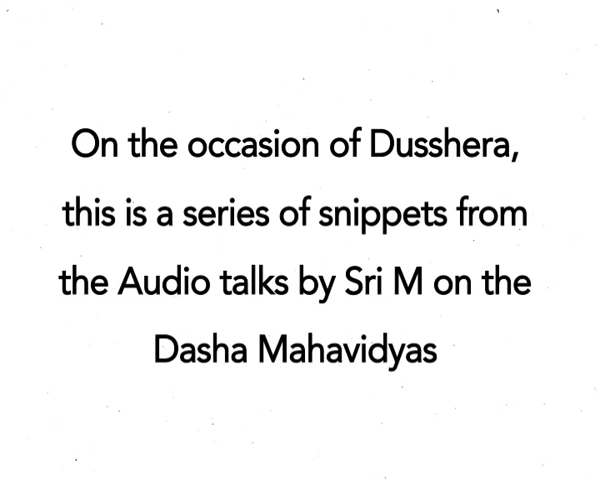 On the occasion of Dusshera,
this is a series of snippets from
the Audio talks by Sri M on the
Dasha Mahavidyas